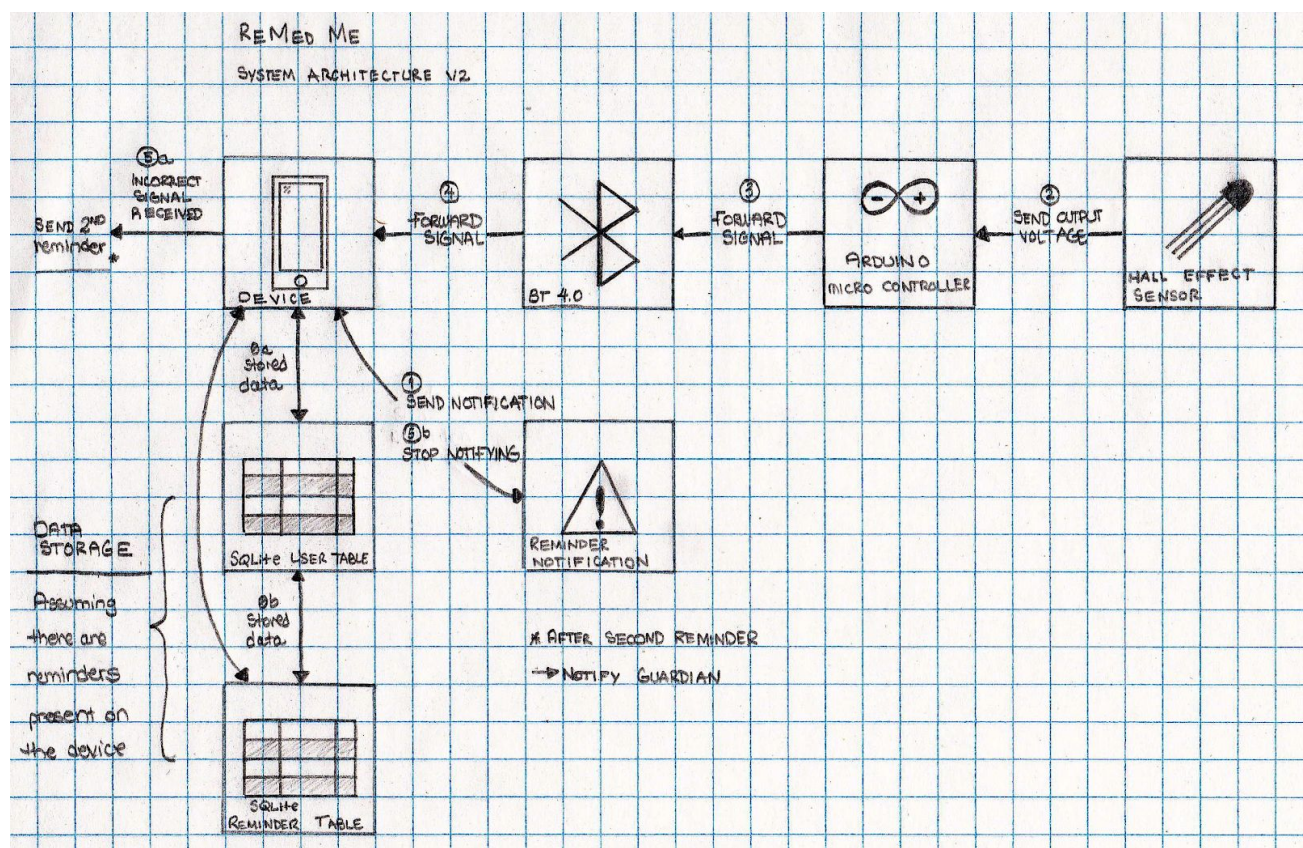 REMED ME
SYSTEM ARCHITECTURE V2
5a
INCORRECT
SIGNAL
RECEIVED
SEND 2ND
reminder*
%
DEVICE
4
FORWARD
SIGNAL
BT 4.0
3
FORWARD
SIGNAL
- +
ARDUINO
MICRO CONTROLLER
2
SEND OUTPUT
VOLTAGE
HALL EFFECT
SENSOR
0a
stored
data
1
SEND NOTIFICATION
5b
STOP NOTIFYING
SQLite USER TABLE
!
REMINDER
NOTIFICATION
DATA
STORAGE
Assuming
there are
reminders
present on
the device
0b
stored
data
* AFTER SECOND REMINDER
→ NOTIFY GUARDIAN
SQLite
REMINDER TABLE